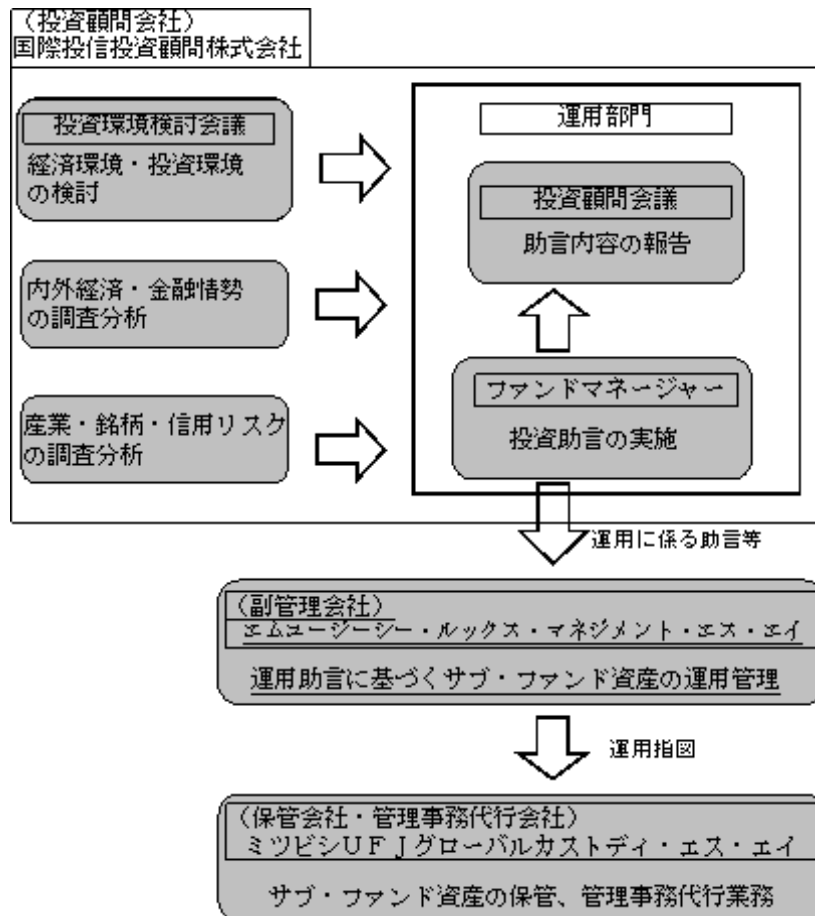 （投資顧問会社）
国際投信投資顧問株式会社
投資環境検討会議
経済環境・投資環境
の検討
内外経済・金融情勢
の調査分析
産業・銘柄・信用リスク
の調査分析
運用部門
投資顧問会議
助言内容の報告
ファンドマネージャー
投資助言の実施
運用に係る助言等
（副管理会社）
エムュージーシー・ルックス・マネジメント・エス・エイ
運用助言に基づくサブ・ファンド資産の運用管理
運用指図
（保管会社・管理事務代行会社）
ミツビシＵＦＪグローバルカストディ・エス・エイ
サブ・ファンド資産の保管、管理事務代行業務